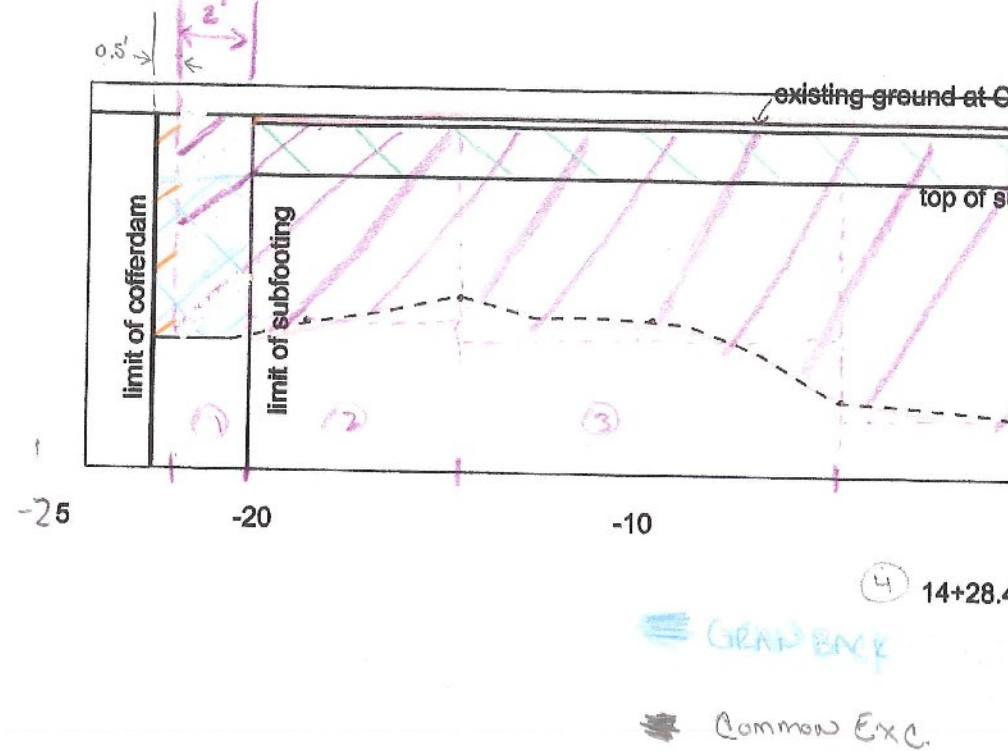 2'
0.5'
existing ground at
top of
limit of cofferdam
limit of subfooting
1
2
3
-25
-20
-10
4
14+28.4
GRAN BACK
COMMON EXC.